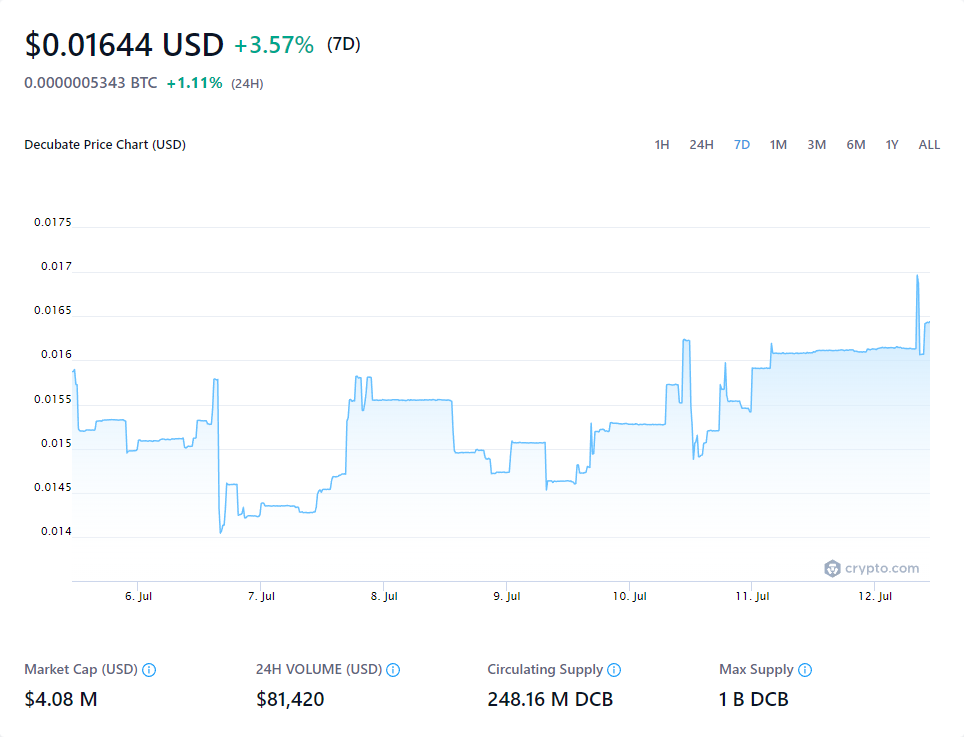 $0.01644 USD +3.57% (7D)
0.0000005343 BTC +1.11% (24H)
Decubate Price Chart (USD) 1H 24H 7D 1M 3M 6M 1Y ALL
0.0175
0.017
0.0165
0.016
0.0155
0.015
0.0145
0.014
crypto.com
6. Jul 7. Jul 8. Jul 9. Jul 10. Jul 11. Jul 12. Jul
Market Cap (USD) 24H VOLUME (USD) Circulating Supply Max Supply
$4.08 M $81,420 248.16 M DCB 1 B DCB